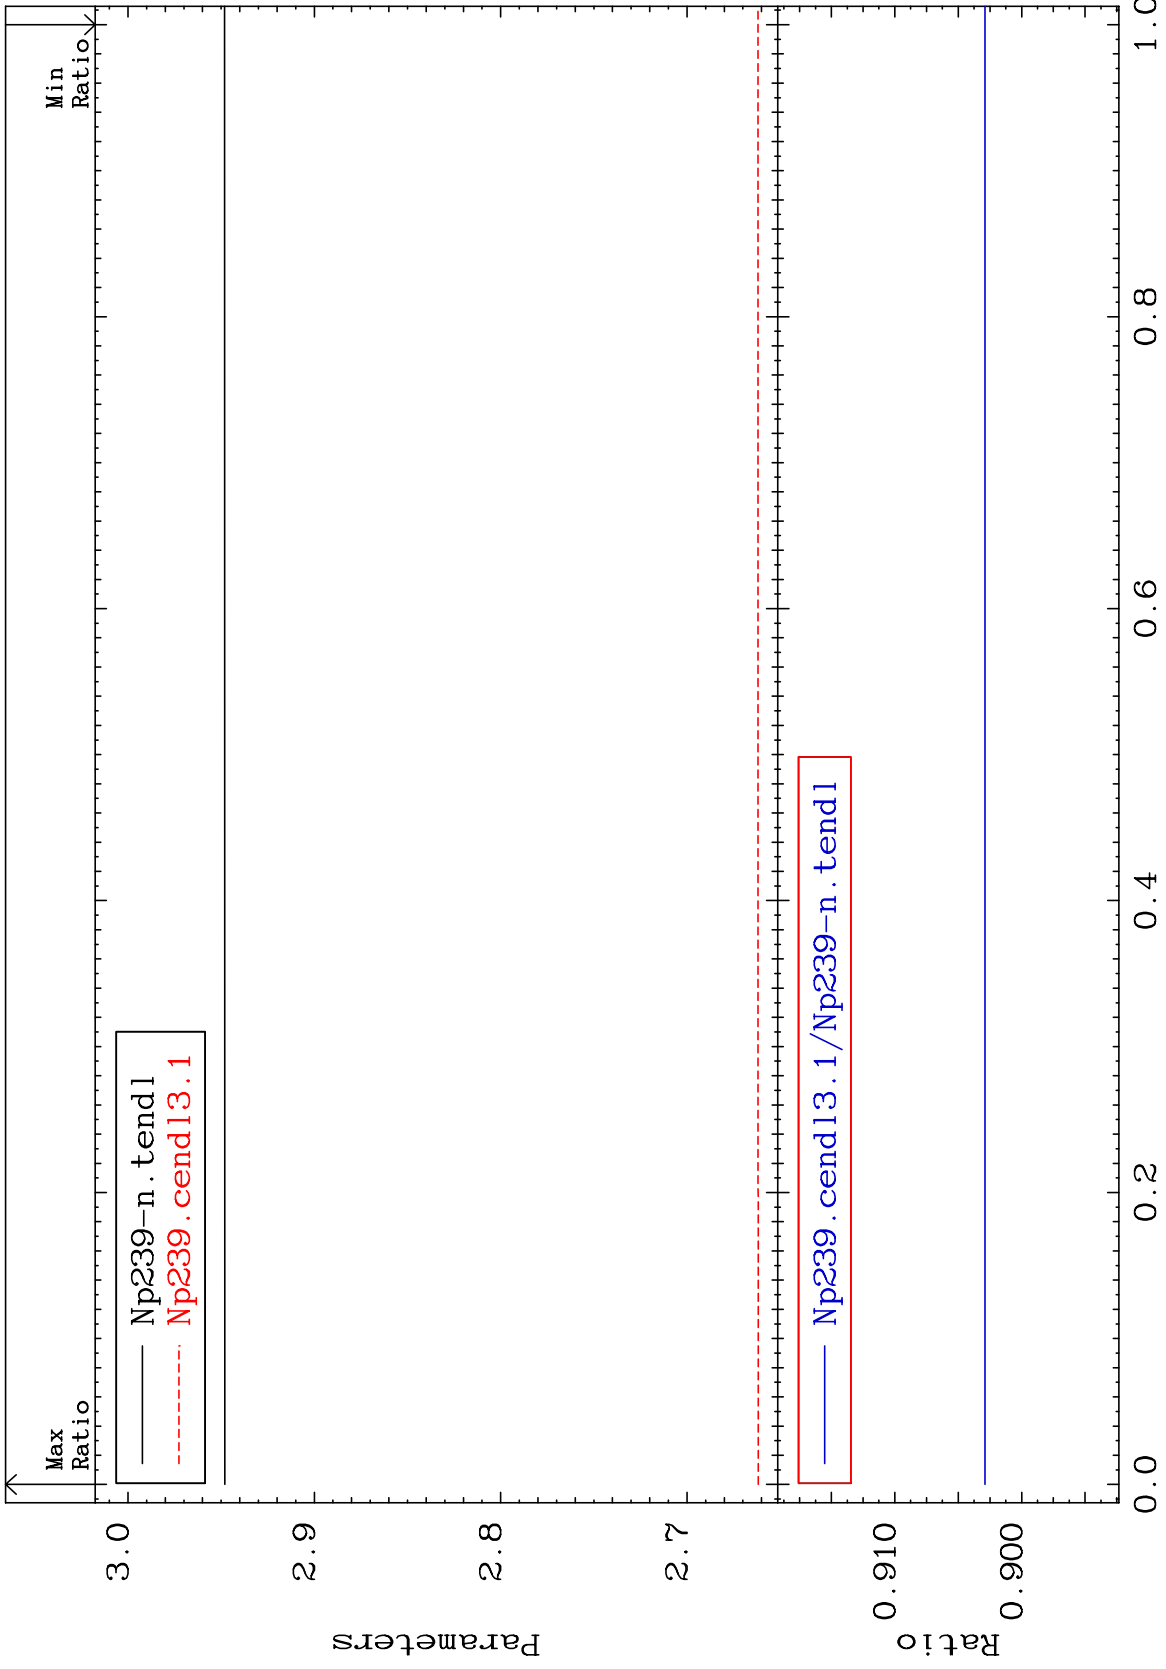 Max
Ratio
Min
Ratio
Np239-n.tendl
Np239.cendl3.1
3.0
2.9
2.8
2.7
Parameters
Np239.cendl3.1/Np239-n.tendl
0.910
0.900
Ratio
0.0
0.2
0.4
0.6
0.8
1.0